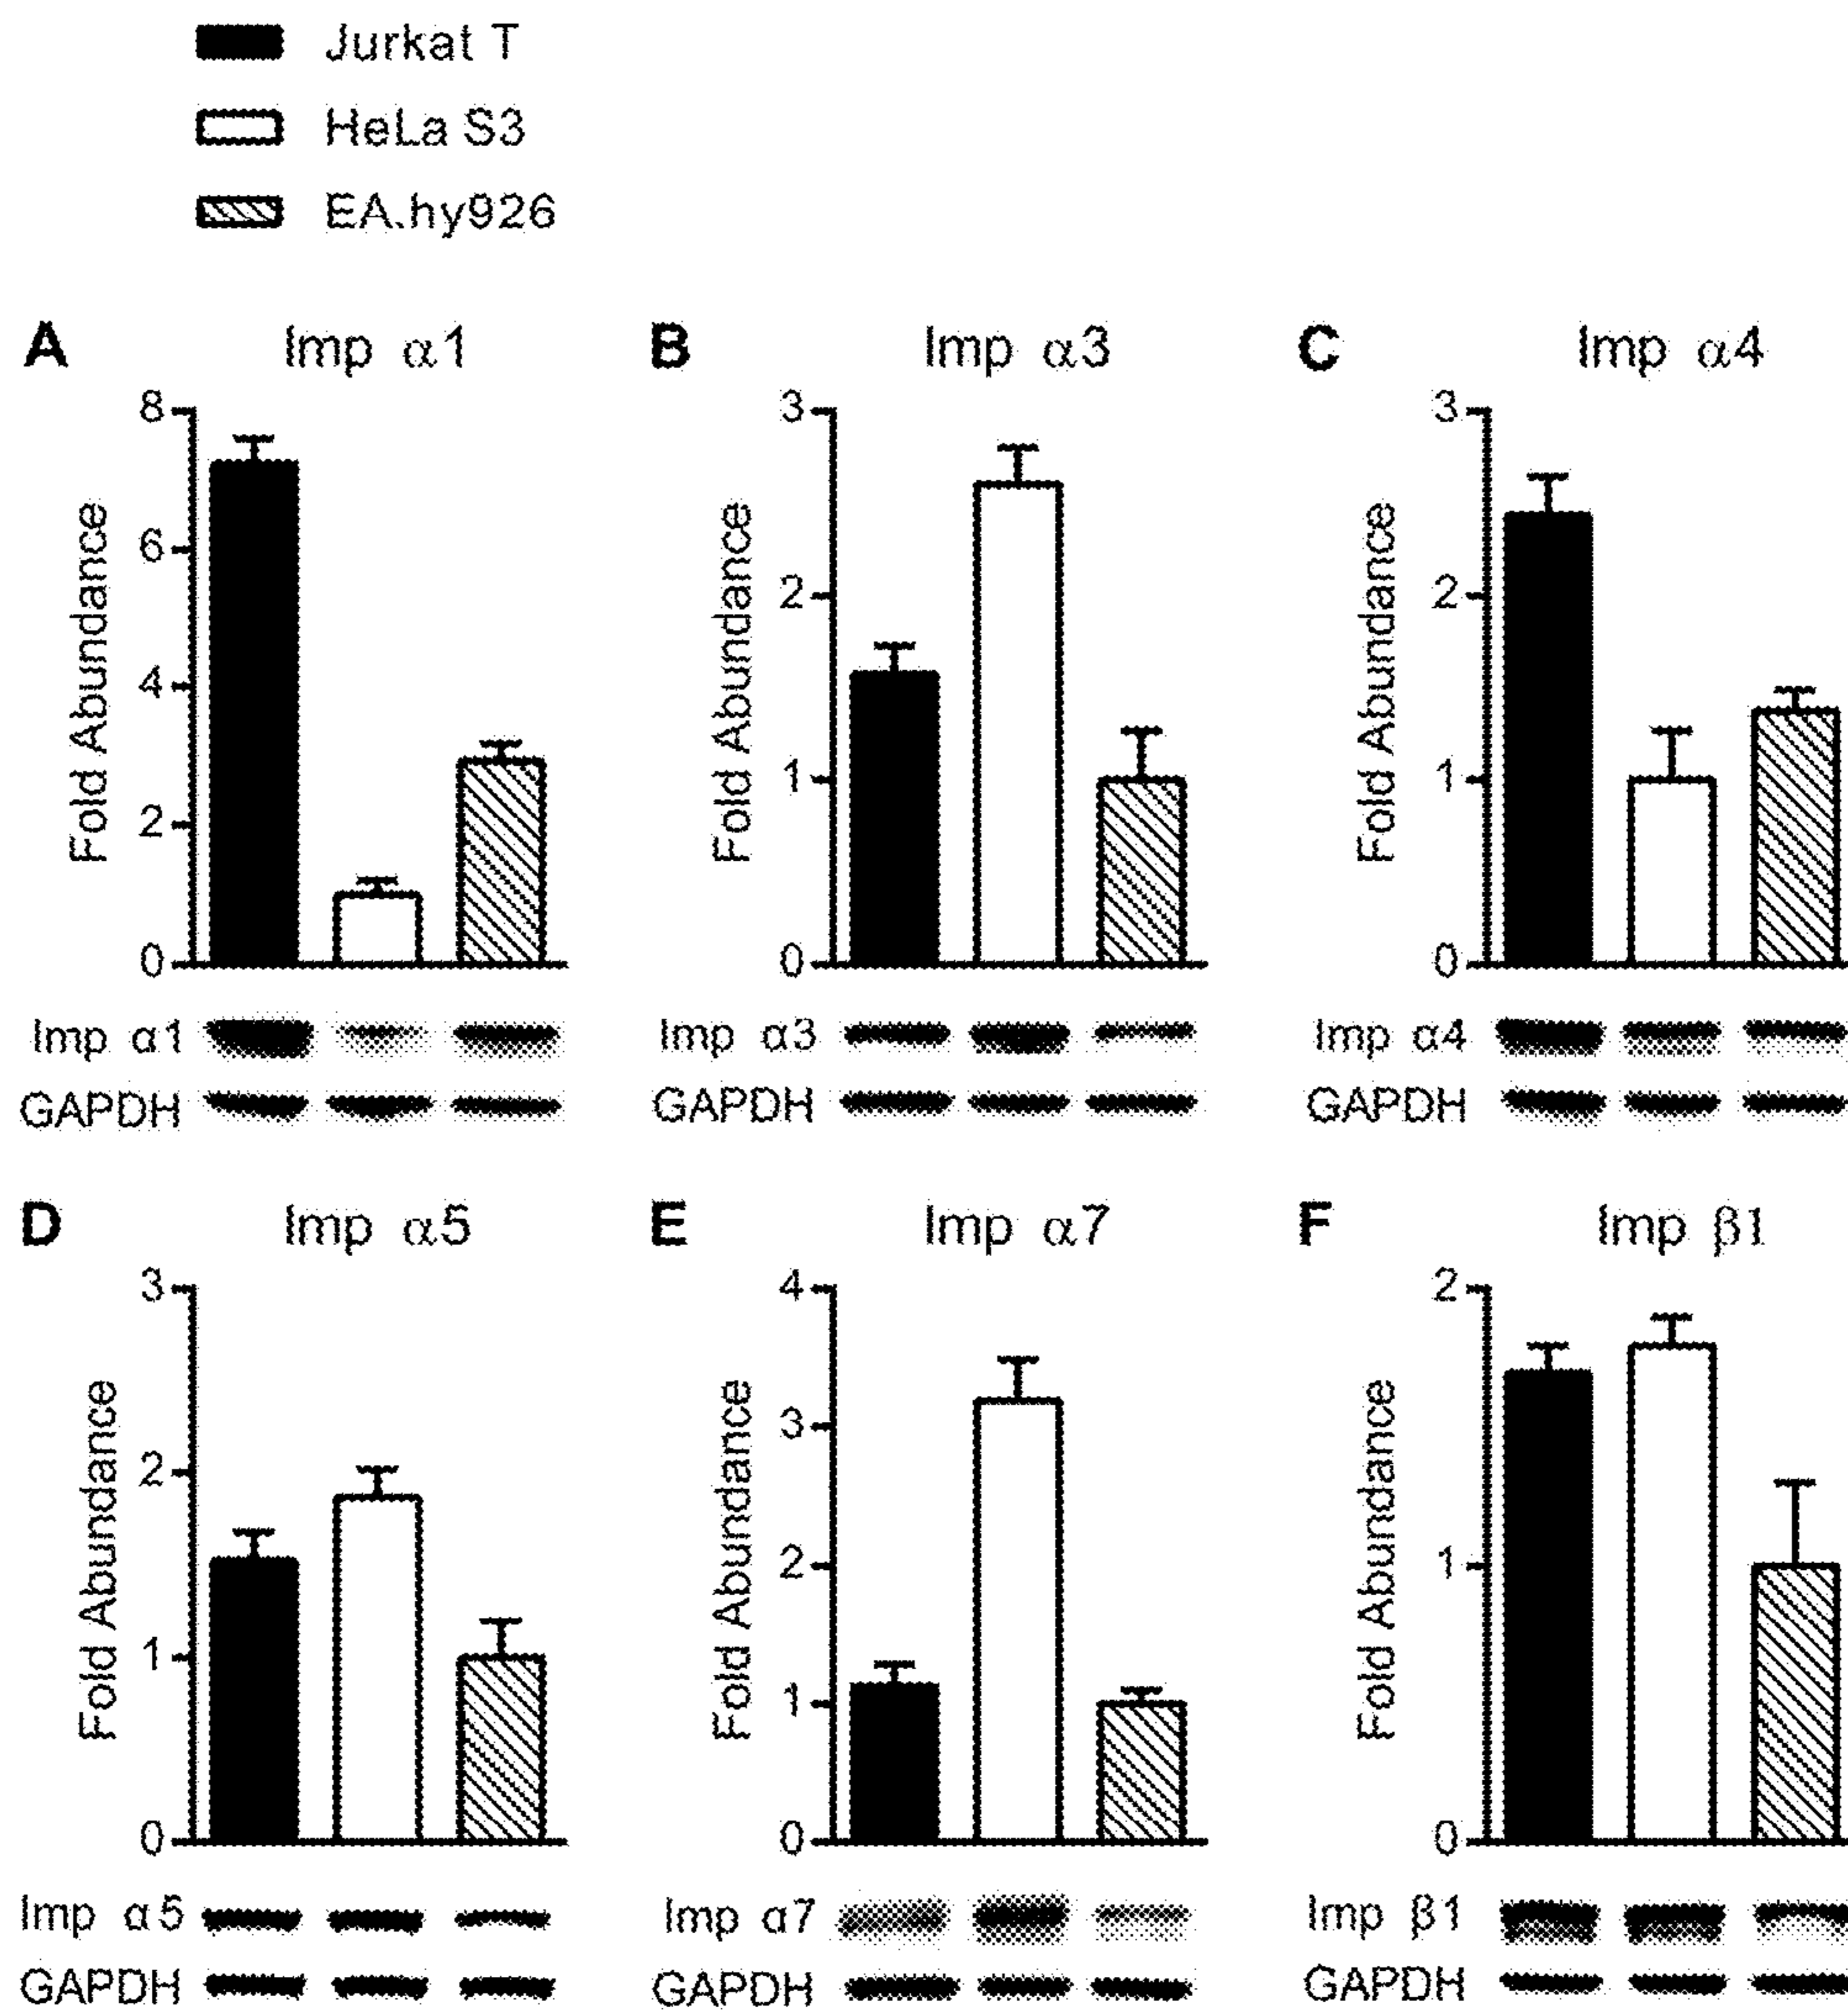 Jurkat T
HeLa S3
EA.hy926
A Imp α1
8
6
4
2
0
Fold Abundance
Imp α1
GAPDH
B Imp α3
3
2
1
0
Fold Abundance
Imp α3
GAPDH
C Imp α4
3
2
1
0
Fold Abundance
Imp α4
GAPDH
D Imp α5
3
2
1
0
Fold Abundance
Imp α5
GAPDH
E Imp α7
4
3
2
1
0
Fold Abundance
Imp α7
GAPDH
F Imp β1
2
1
0
Fold Abundance
Imp β1
GAPDH